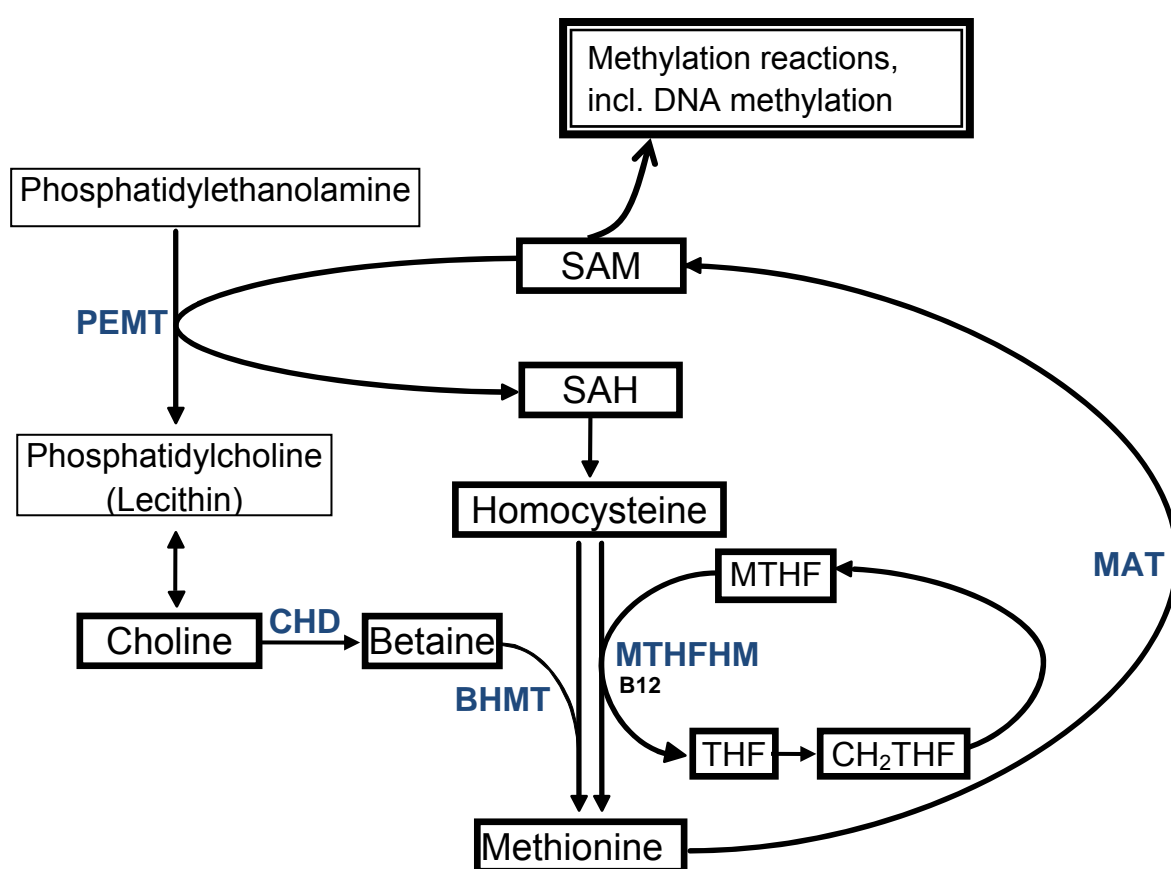 Methylation reactions,
incl. DNA methylation
Phosphatidylethanolamine
SAM
PEMT
SAH
Phosphatidylcholine
(Lecithin)
Homocysteine
MTHF
MAT
Choline
CHD
Betaine
MTHFHM
B12
BHMT
THF
CH₂THF
Methionine